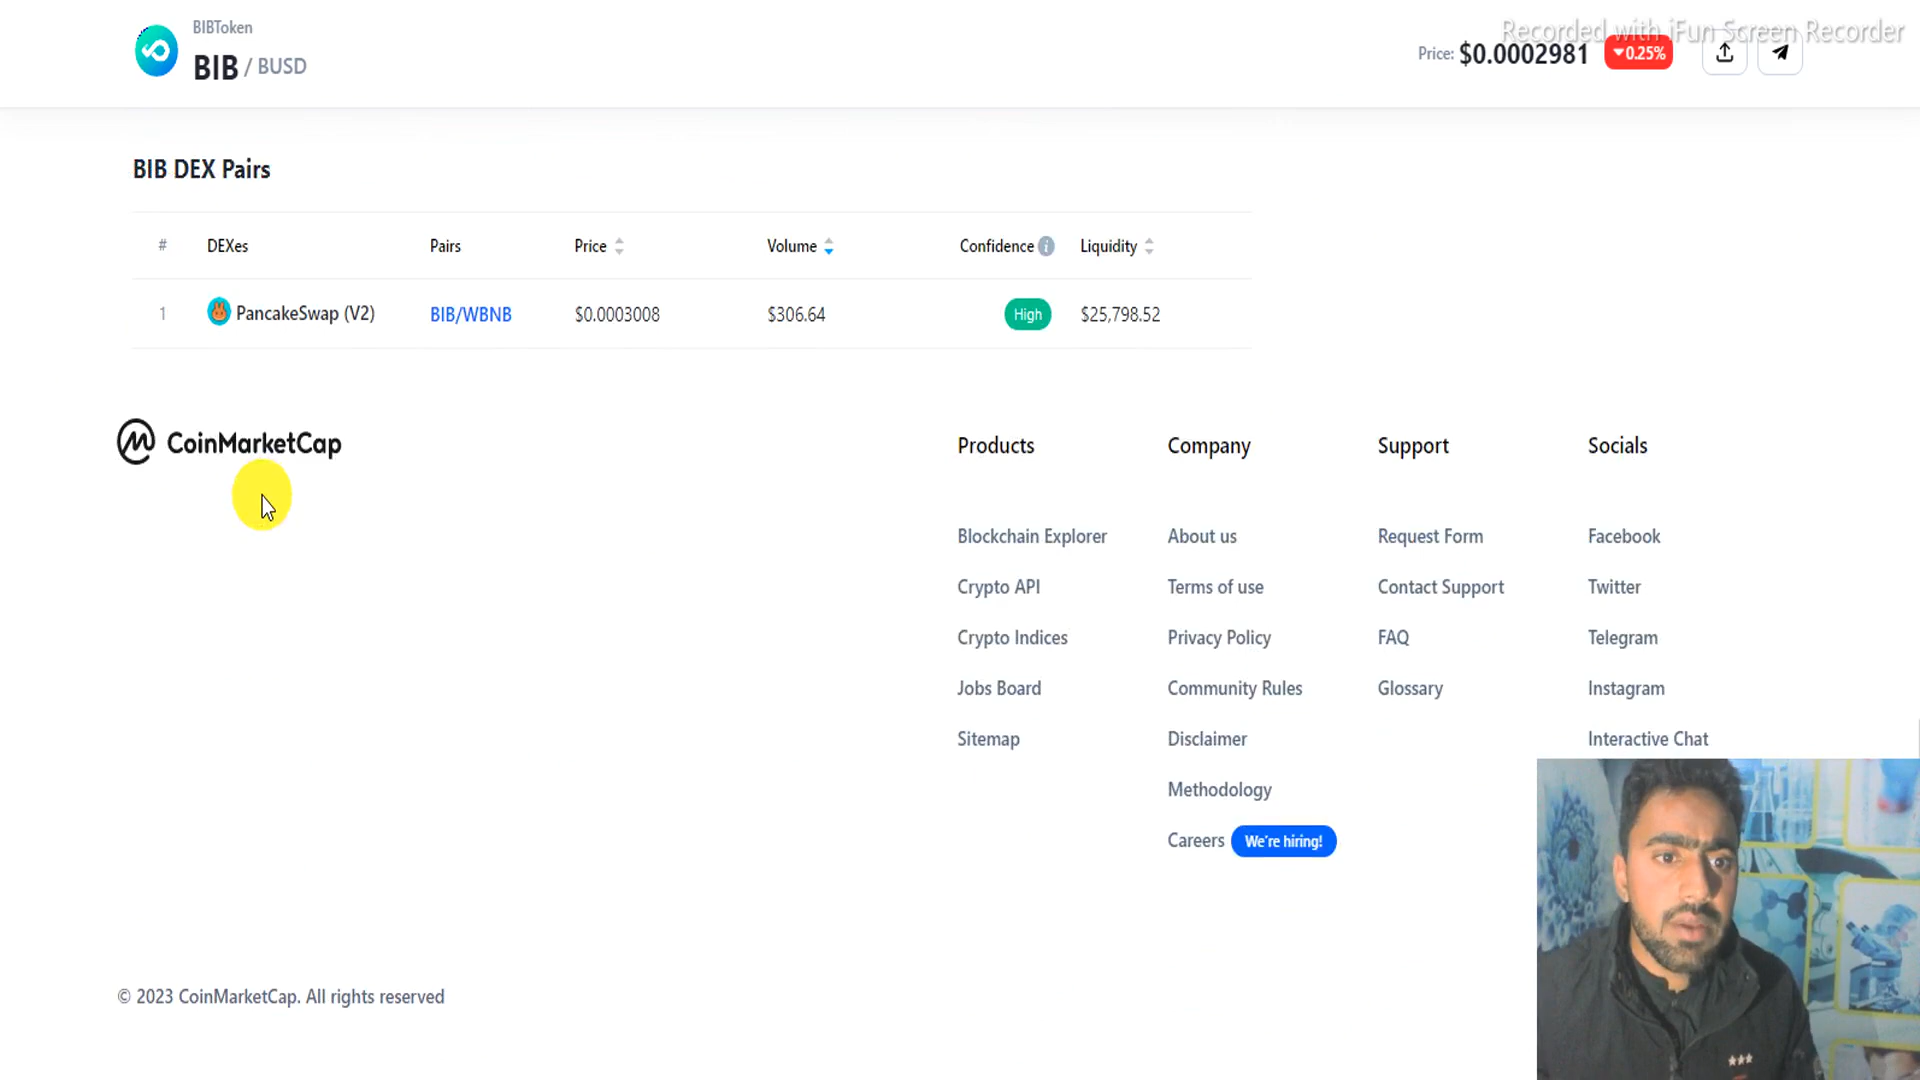 BIBToken
BIB / BUSD
Recorded with iFun Screen Recorder
Price: $0.0002981 0.25%
BIB DEX Pairs
# DEXes Pairs Price Volume Confidence Liquidity
1 PancakeSwap (V2) BIB/WBNB $0.0003008 $306.64 High $25,798.52
CoinMarketCap
Products
Blockchain Explorer
Crypto API
Crypto Indices
Jobs Board
Sitemap
Company
About us
Terms of use
Privacy Policy
Community Rules
Disclaimer
Methodology
Careers We're hiring!
Support
Request Form
Contact Support
FAQ
Glossary
Socials
Facebook
Twitter
Telegram
Instagram
Interactive Chat
© 2023 CoinMarketCap. All rights reserved